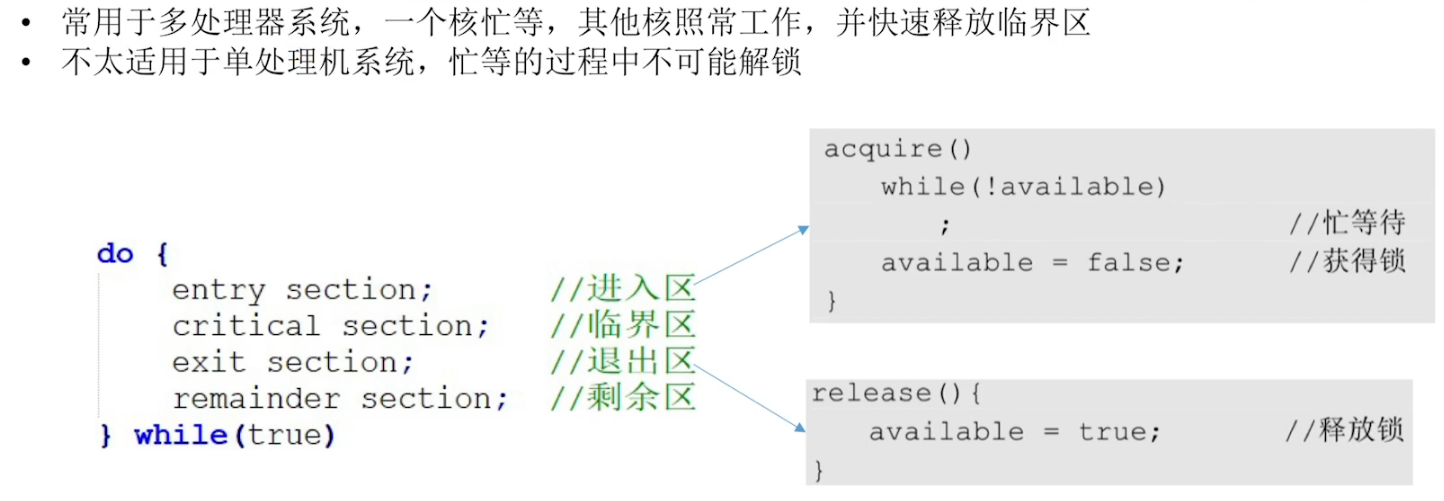 • 常用于多处理器系统，一个核忙等，其他核照常工作，并快速释放临界区
• 不太适用于单处理机系统，忙等的过程中不可能解锁
do {
entry section; //进入区
critical section; //临界区
exit section; //退出区
remainder section; //剩余区
} while(true)
acquire()
while(!available)
; //忙等待
available = false; //获得锁
}
release(){
available = true; //释放锁
}